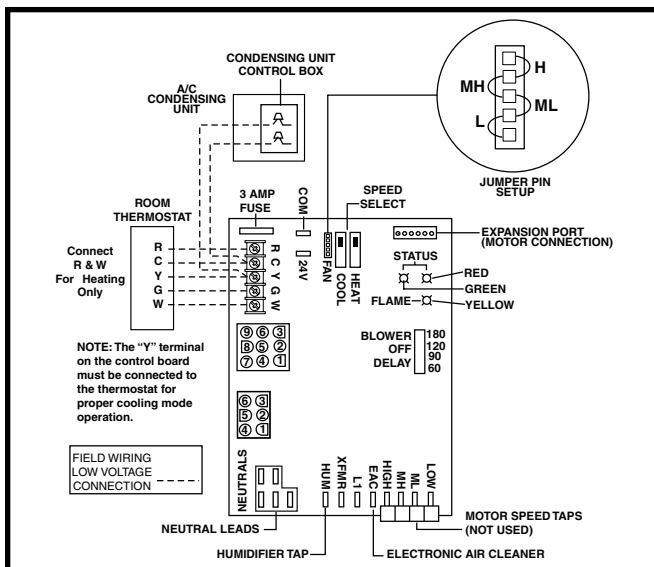 CONDENSING UNIT
CONTROL BOX
A/C
CONDENSING
UNIT
H
MH
ML
L
JUMPER PIN
SETUP
ROOM
THERMOSTAT
3 AMP
FUSE
COM
SPEED
SELECT
EXPANSION PORT
(MOTOR CONNECTION)
Connect
R & W
For Heating
Only
R
C
Y
G
W
R
C
Y
G
W
24V
FAN
COOL
HEAT
STATUS
RED
GREEN
FLAME
YELLOW
NOTE: The "Y" terminal
on the control board
must be connected to
the thermostat for
proper cooling mode
operation.
9 6 3
8 5 2
7 4 1
BLOWER
OFF
DELAY
180
120
90
60
6 3
5 2
4 1
FIELD WIRING
LOW VOLTAGE
CONNECTION
NEUTRALS
HUM
XFMR
L1
EAC
HIGH
MH
ML
LOW
NEUTRAL LEADS
MOTOR SPEED TAPS
(NOT USED)
HUMIDIFIER TAP
ELECTRONIC AIR CLEANER